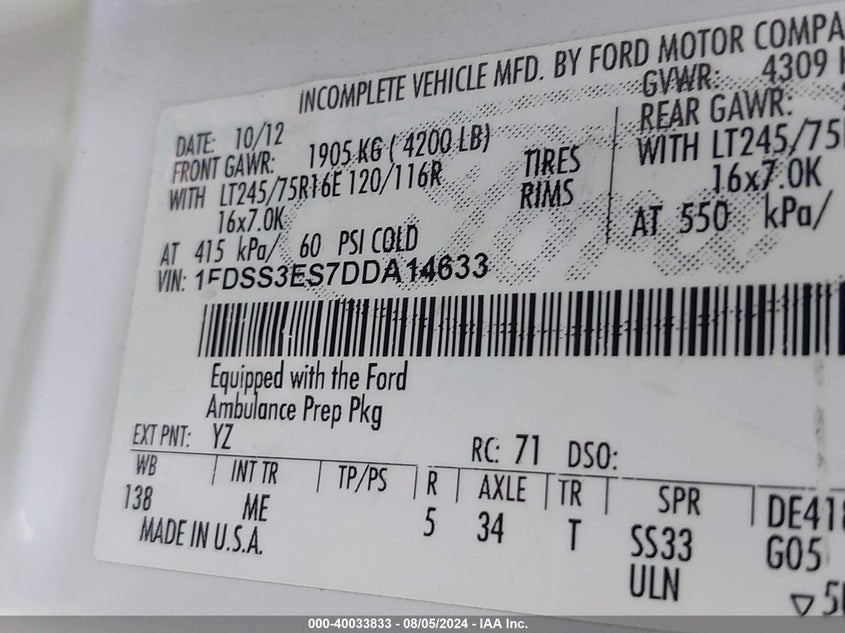 INCOMPLETE VEHICLE MFD. BY FORD MOTOR COMPA
DATE: 10/12
GVWR: 4309 K
FRONT GAWR: 1905 KG ( 4200 LB)
REAR GAWR:
WITH LT245/75R16E 120/116R
TIRES
WITH LT245/75
16x7.0K
RIMS
16x7.0K
AT 415 kPa/ 60 PSI COLD
AT 550 kPa/
VIN: 1FDSS3ES7DDA14633
Equipped with the Ford
Ambulance Prep Pkg
EXT PNT: YZ
RC: 71 DSO:
WB INT TR TP/PS R AXLE TR SPR
138 ME 5 34 T SS33
DE418
MADE IN U.S.A.
ULN
G05
▽ 5
000-40033833 - 08/05/2024 - IAA Inc.